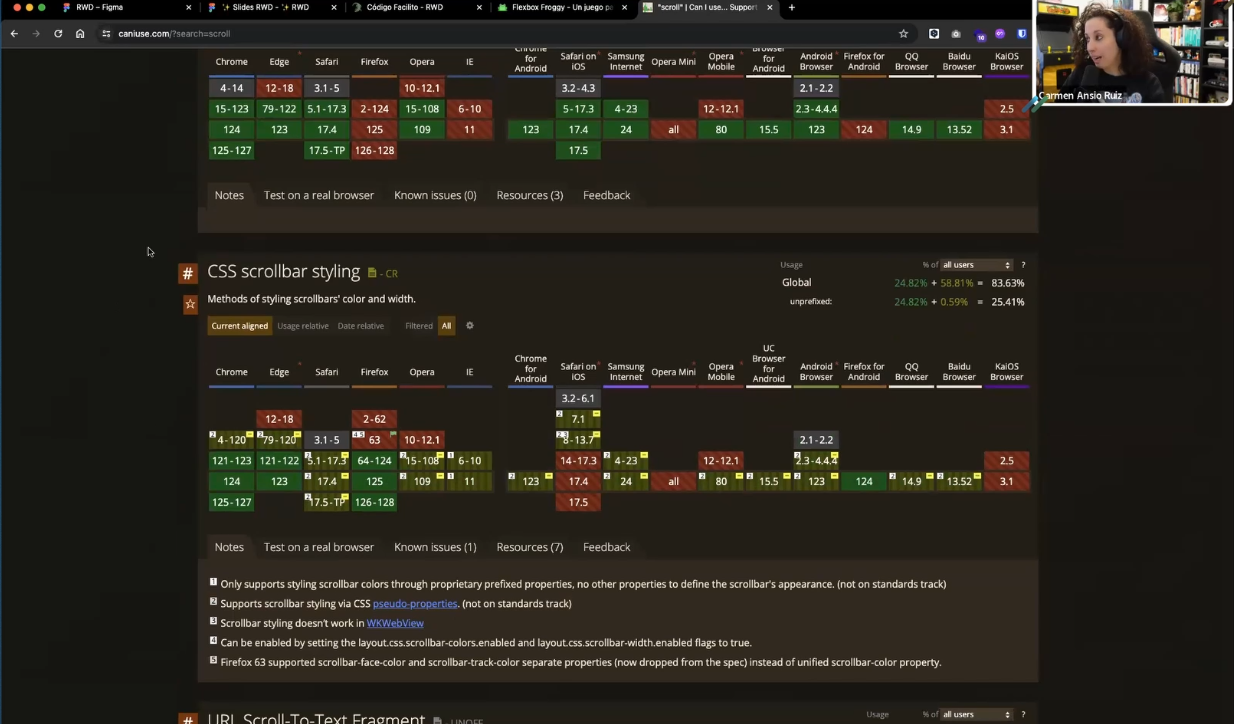 RWD – Figma
✨ Slides RWD - ✨ RWD
Código Facilito - RWD
Flexbox Froggy - Un juego pa
"scroll" | Can I use... Support
caniuse.com/?search=scroll
Carmen Ansio Ruiz
Chrome Edge Safari Firefox Opera IE Chrome for Android Safari on iOS Samsung Internet Opera Mini Opera Mobile Browser for Android Android Browser Firefox for Android QQ Browser Baidu Browser KaiOS Browser
4-14 12-18 3.1-5 10-12.1 3.2-4.3 2.1-2.2
15-123 79-122 5.1-17.3 2-124 15-108 6-10 5-17.3 4-23 12-12.1 2.3-4.4.4 2.5
124 123 17.4 125 109 11 123 17.4 24 all 80 15.5 123 124 14.9 13.52 3.1
125-127 17.5-TP 126-128 17.5
Notes Test on a real browser Known issues (0) Resources (3) Feedback
# CSS scrollbar styling - CR
Methods of styling scrollbars' color and width.
Usage % of all users ?
Global 24.82% + 58.81% = 83.63%
unprefixed: 24.82% + 0.59% = 25.41%
Current aligned Usage relative Date relative Filtered All
Chrome Edge Safari Firefox Opera IE Chrome for Android Safari on iOS Samsung Internet Opera Mini Opera Mobile UC Browser for Android Android Browser Firefox for Android QQ Browser Baidu Browser KaiOS Browser
3.2-6.1
12-18 2-62 7.1
4-120 79-120 3.1-5 63 10-12.1 8-13.7 2.1-2.2
121-123 121-122 5.1-17.3 64-124 15-108 6-10 14-17.3 4-23 12-12.1 2.3-4.4.4 2.5
124 123 17.4 125 109 11 123 17.4 24 all 80 15.5 123 124 14.9 13.52 3.1
125-127 17.5-TP 126-128 17.5
Notes Test on a real browser Known issues (1) Resources (7) Feedback
1 Only supports styling scrollbar colors through proprietary prefixed properties, no other properties to define the scrollbar's appearance. (not on standards track)
2 Supports scrollbar styling via CSS pseudo-properties. (not on standards track)
3 Scrollbar styling doesn't work in WKWebView
4 Can be enabled by setting the layout.css.scrollbar-colors.enabled and layout.css.scrollbar-width.enabled flags to true.
5 Firefox 63 supported scrollbar-face-color and scrollbar-track-color separate properties (now dropped from the spec) instead of unified scrollbar-color property.
# URL Scroll-To-Text Fragment - UNOFF
Usage % of all users ?